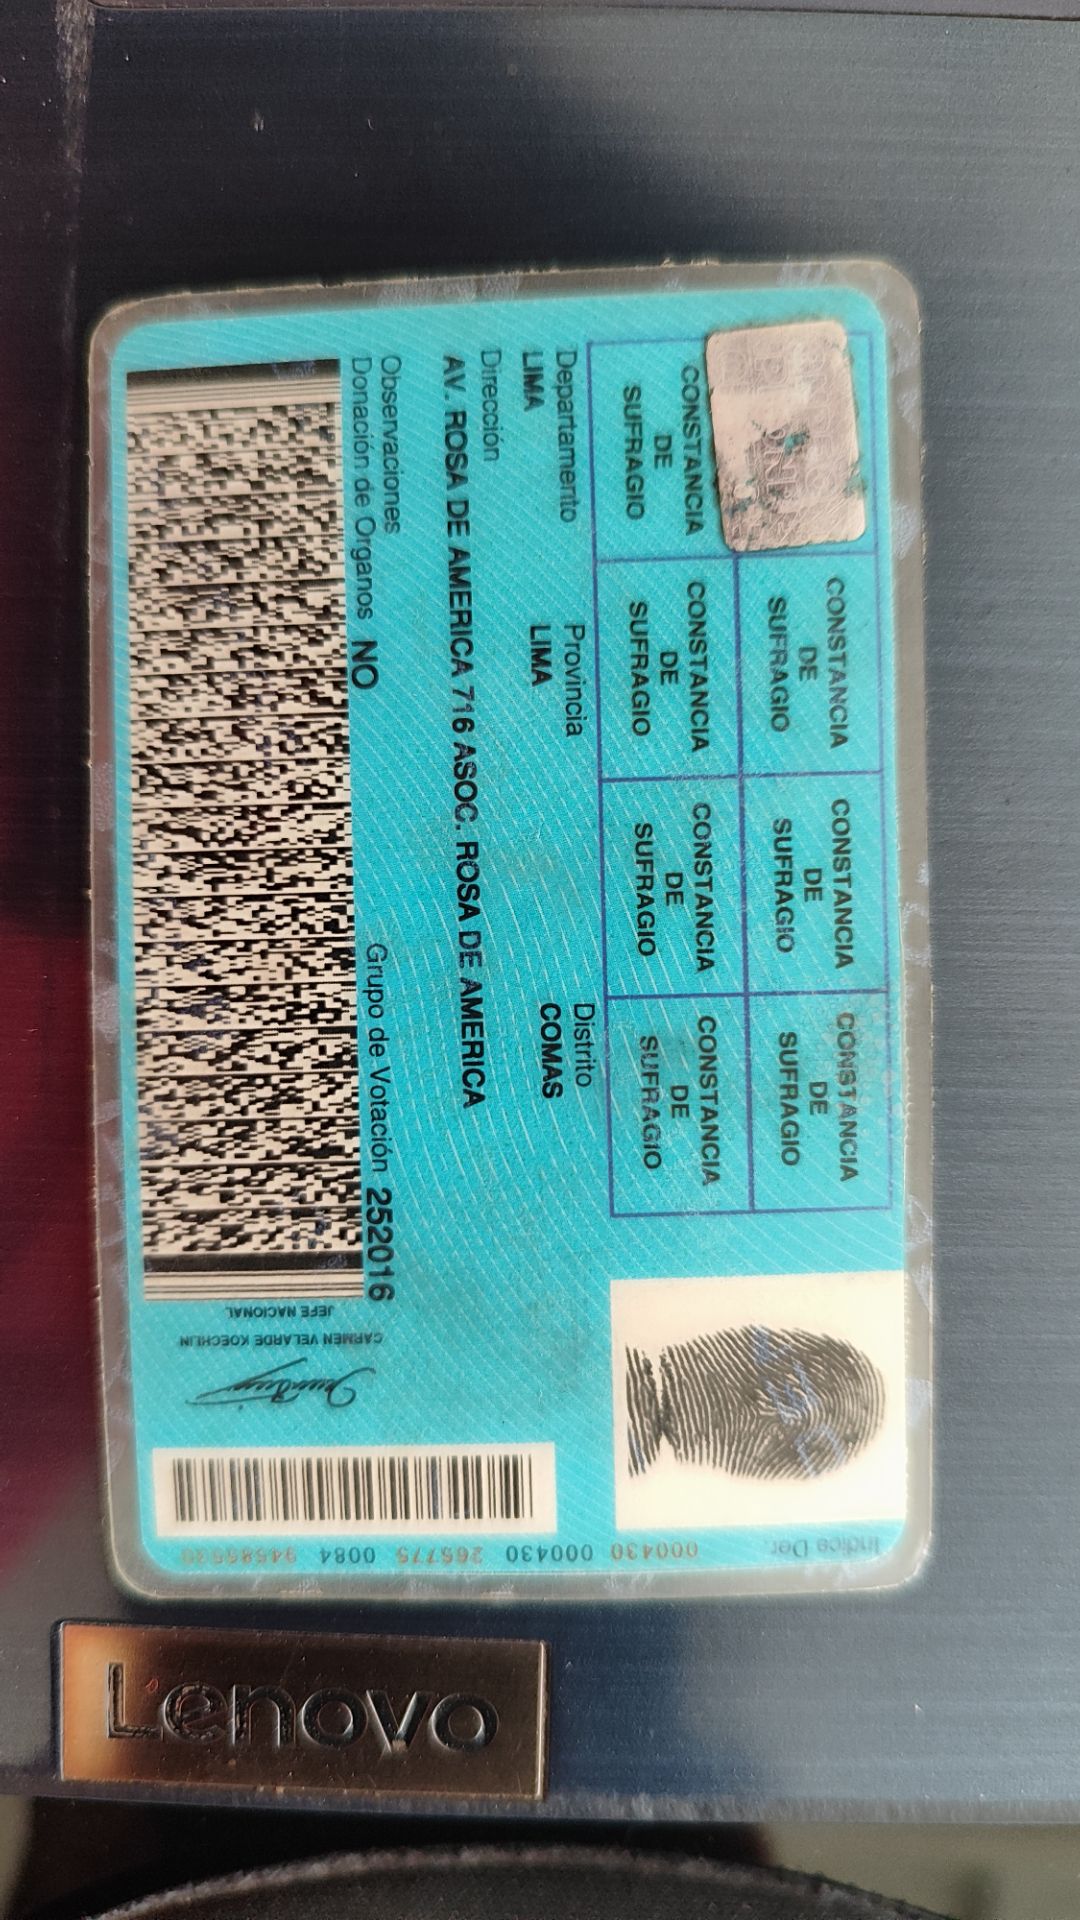 CONSTANCIA
DE
SUFRAGIO
CONSTANCIA
DE
SUFRAGIO
CONSTANCIA
DE
SUFRAGIO
CONSTANCIA
DE
SUFRAGIO
CONSTANCIA
DE
SUFRAGIO
CONSTANCIA
DE
SUFRAGIO
CONSTANCIA
DE
SUFRAGIO
Departamento Provincia Distrito
LIMA LIMA COMAS
Dirección
AV. ROSA DE AMERICA 716 ASOC. ROSA DE AMERICA
Observaciones
Donación de Organos NO Grupo de Votación 252016
Indice Der.
CARMEN VELARDE KOECHLIN
JEFE NACIONAL
000430 000430 265775 0084
Lenovo